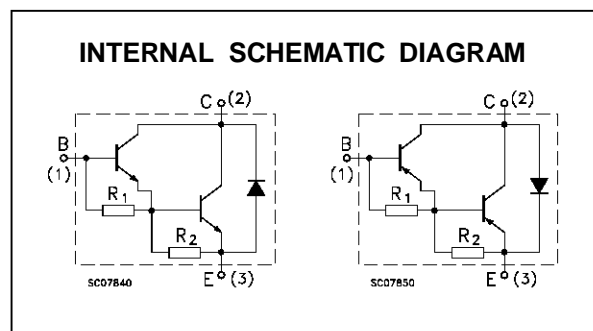 INTERNAL SCHEMATIC DIAGRAM
C (2)
B
(1)
R1
R2
E (3)
SC07840
C (2)
B
(1)
R1
R2
E (3)
SC07850